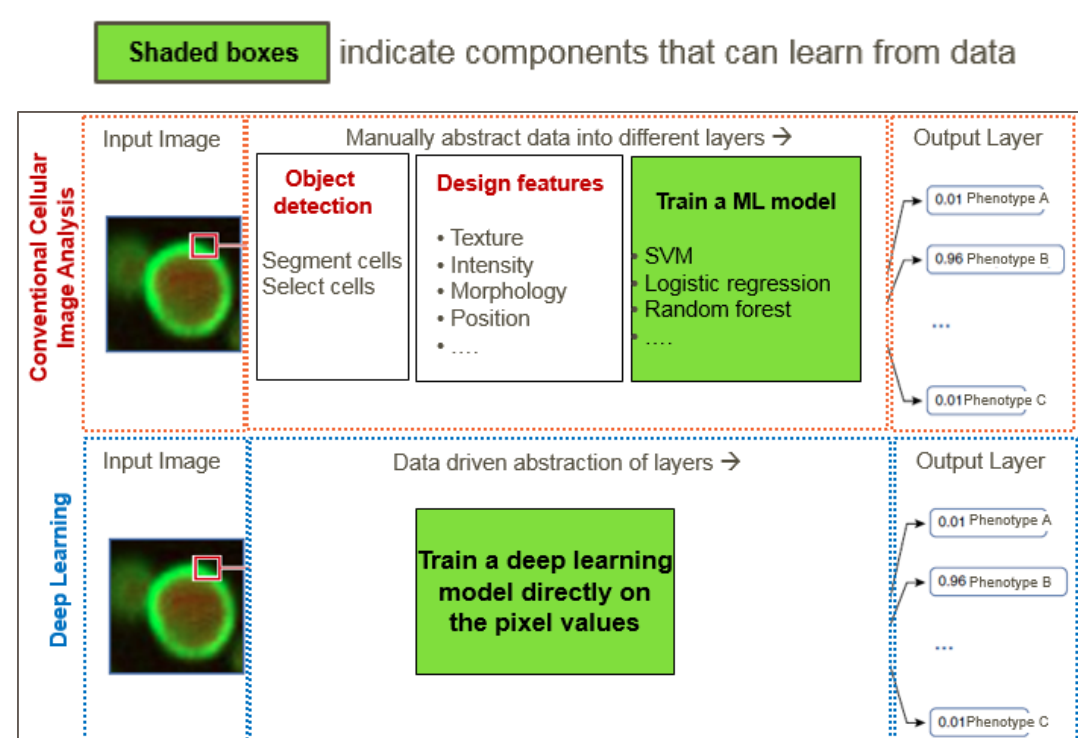 Shaded boxes indicate components that can learn from data
Conventional Cellular
Image Analysis
Input Image
Manually abstract data into different layers →
Output Layer
Object
detection
Segment cells
Select cells
Design features
• Texture
• Intensity
• Morphology
• Position
• ....
Train a ML model
• SVM
• Logistic regression
• Random forest
• ....
0.01 Phenotype A
0.96 Phenotype B
...
0.01 Phenotype C
Deep Learning
Input Image
Data driven abstraction of layers →
Output Layer
Train a deep learning
model directly on
the pixel values
0.01 Phenotype A
0.96 Phenotype B
...
0.01 Phenotype C